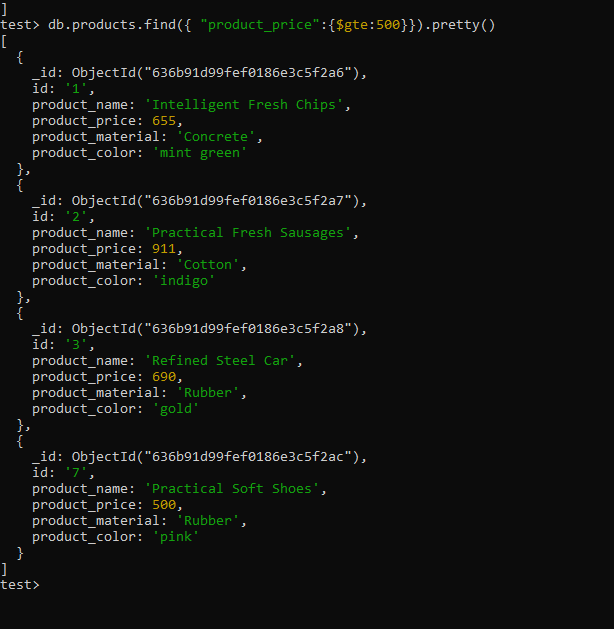 ]
test> db.products.find({ "product_price":{$gte:500}}).pretty()
[
  {
    _id: ObjectId("636b91d99fef0186e3c5f2a6"),
    id: '1',
    product_name: 'Intelligent Fresh Chips',
    product_price: 655,
    product_material: 'Concrete',
    product_color: 'mint green'
  },
  {
    _id: ObjectId("636b91d99fef0186e3c5f2a7"),
    id: '2',
    product_name: 'Practical Fresh Sausages',
    product_price: 911,
    product_material: 'Cotton',
    product_color: 'indigo'
  },
  {
    _id: ObjectId("636b91d99fef0186e3c5f2a8"),
    id: '3',
    product_name: 'Refined Steel Car',
    product_price: 690,
    product_material: 'Rubber',
    product_color: 'gold'
  },
  {
    _id: ObjectId("636b91d99fef0186e3c5f2ac"),
    id: '7',
    product_name: 'Practical Soft Shoes',
    product_price: 500,
    product_material: 'Rubber',
    product_color: 'pink'
  }
]
test>